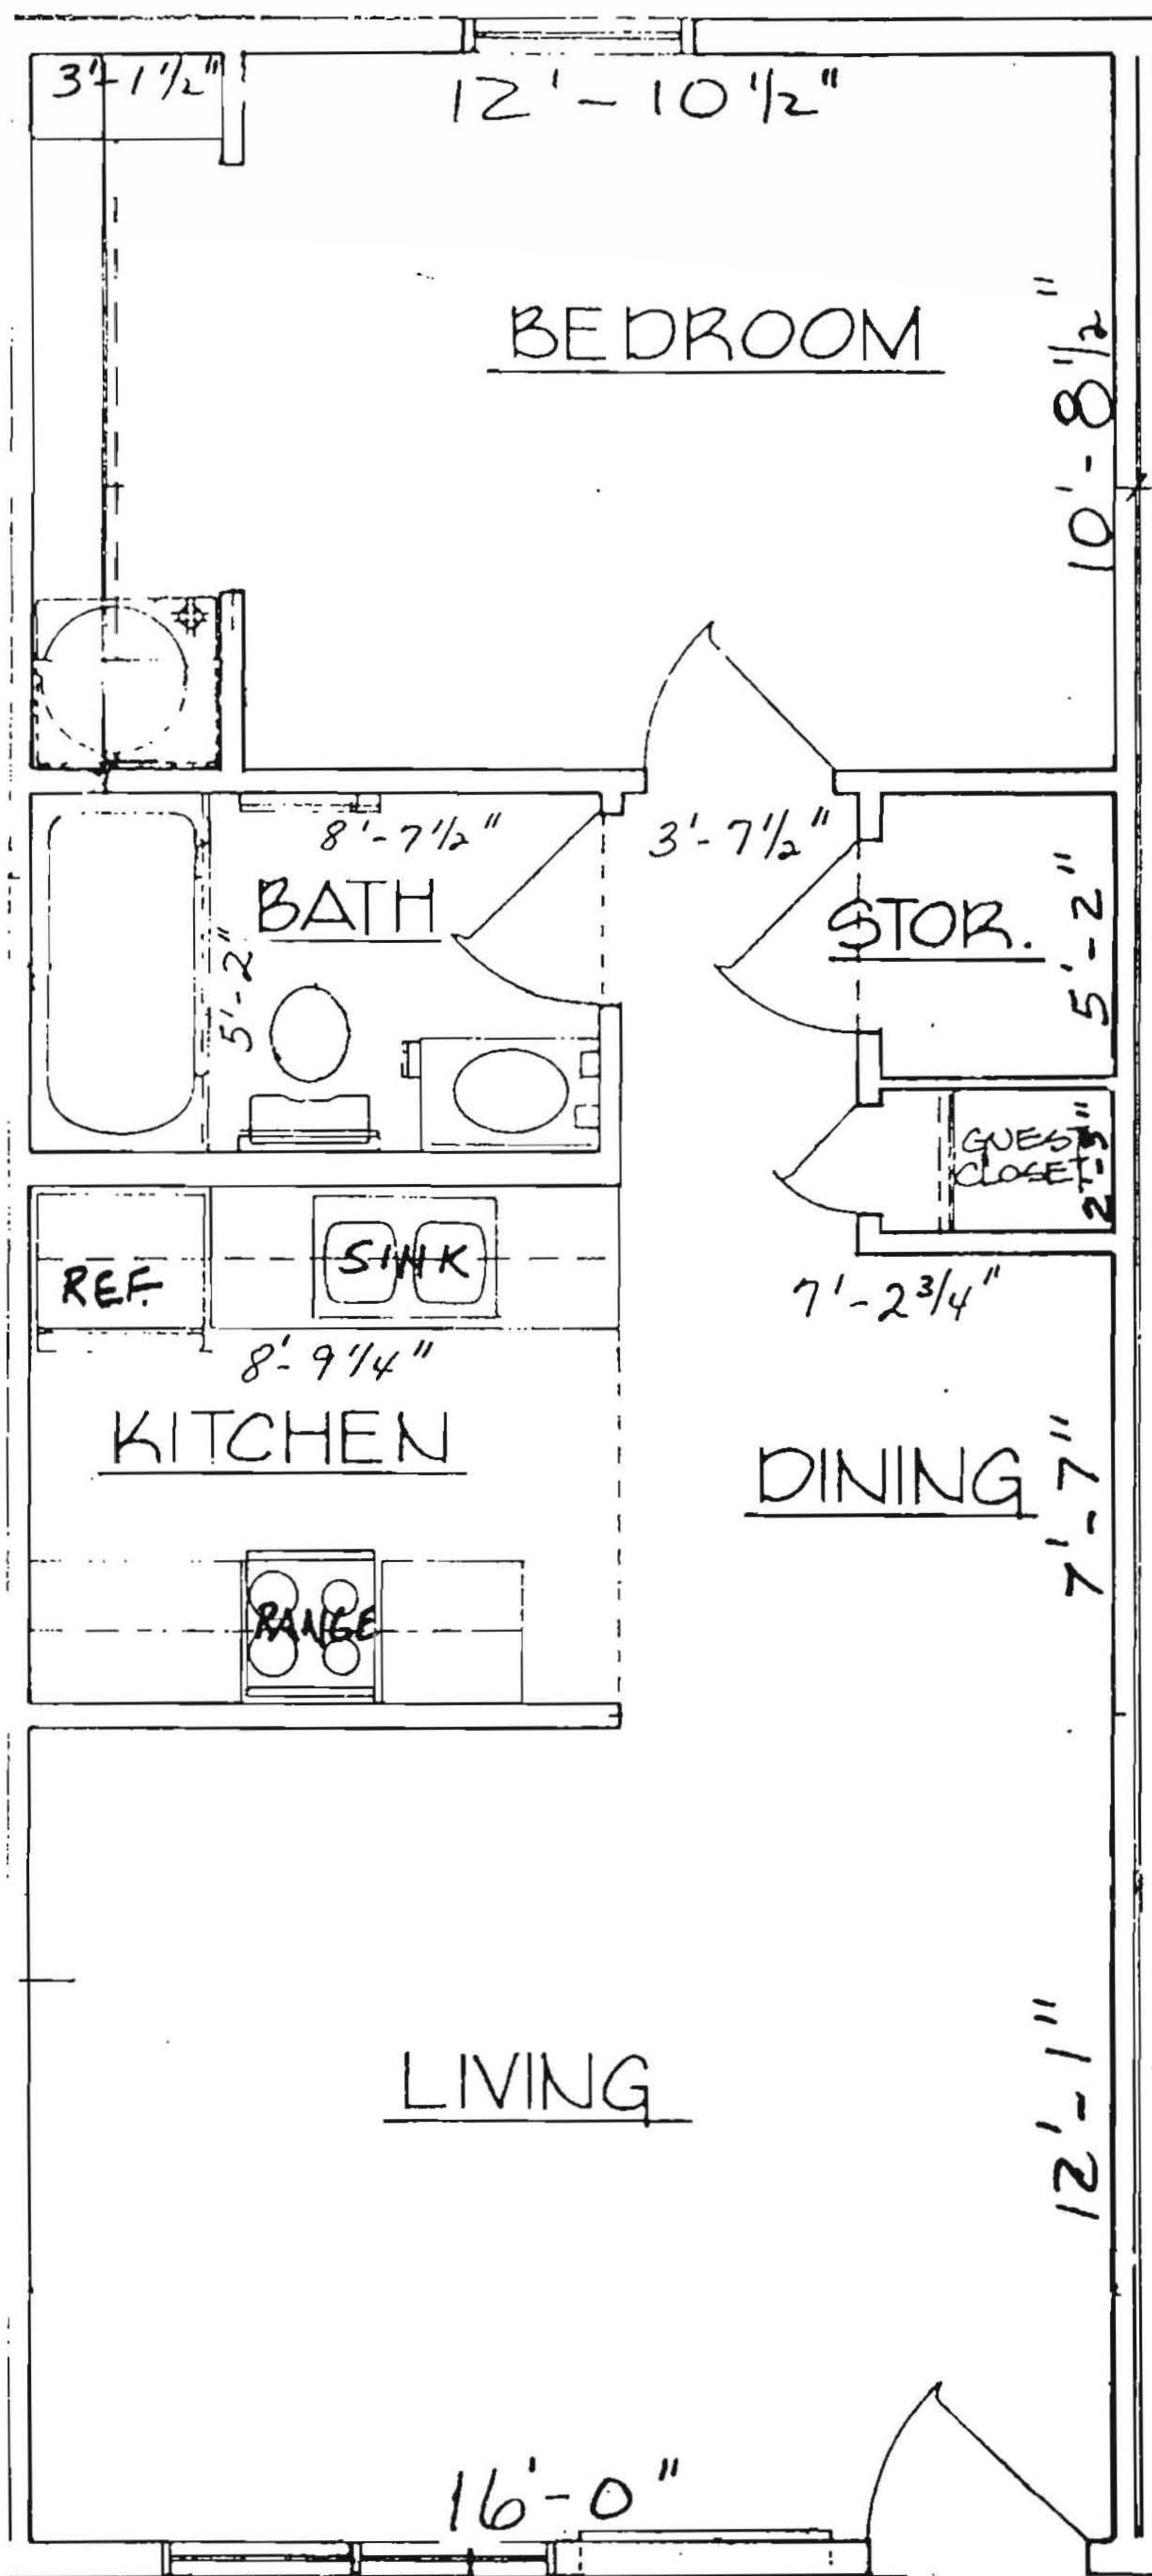 3'-1 1/2"
12'-10 1/2"
BEDROOM
10'-8 1/2"
8'-7 1/2"
3'-7 1/2"
BATH
5'-2"
STOR.
5'-2"
GUEST
CLOSET
SINK
REF.
7'-2 3/4"
8'-9 1/4"
KITCHEN
DINING
7'-7"
RANGE
LIVING
12'-1"
16'-0"